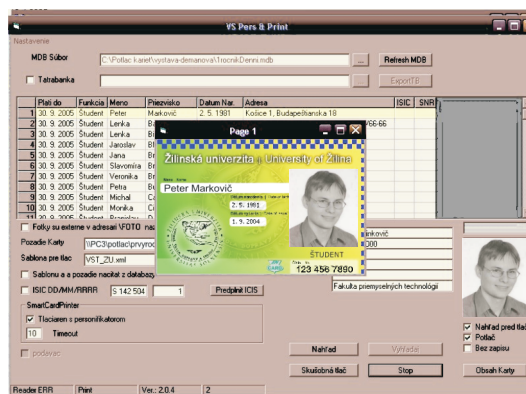 VS Pers & Print
Nastavenie
MDB Súbor
C:\Potlac kariet\vystava-demanova\1rocnikDenni.mdb
...
Refresh MDB
Tatrabanka
...
Export TB
Plati do Funkcia Meno Priezvisko Datum Nar. Adresa ISIC SNR
1 30. 9. 2005 Študent Peter Markovič 2. 5. 1981 Košice 1, Budapeštianska 18
2 30. 9. 2005 Študent Lenka
3 30. 9. 2005 Študent Lenka
4 30. 9. 2005 Študent Jaroslav
5 30. 9. 2005 Študent Jana
6 30. 9. 2005 Študent Slavomíra
7 30. 9. 2005 Študent Veronika
8 30. 9. 2005 Študent Petra
9 30. 9. 2005 Študent Michal
10 30. 9. 2005 Študent Monika
Page 1
Žilinská univerzita University of Žilina
Peter Markovič
2. 5. 1981
1. 9. 2004
ŠTUDENT
123 456 7890
Fotky su externe v adresari \FOTO
Pozadie Karty
Sablona pre tlac
VST_ZU.xml
Sablonu a a pozadie nacitat z databazy
ISIC DD/MM/RRRR
S 142 504
1
Predplnit ICIS
Fakulta priemyselných technológií
SmartCardPrinter
Tlaciaren s personifikatorom
10 Timecut
podavac
Nahľad
Vyhľadaj
Skušobná tlač
Stop
Nahľad pred tla
Potlač
Bez zapisu
Obsah Karty
Reader ERR
Print
Ver.: 2.0.4
2